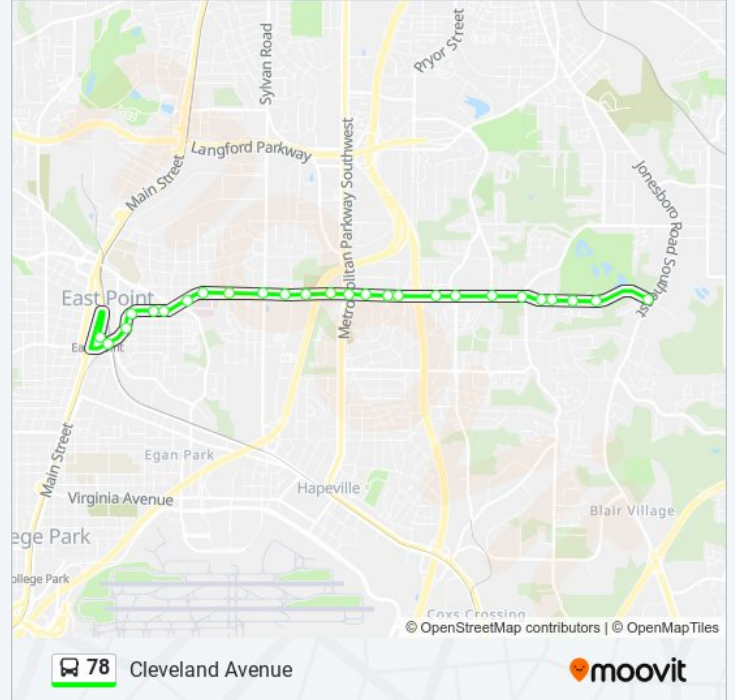 Sylvan Road
Pryor Street
Langford Parkway
Main Street
Metropolitan Parkway Southwest
Jonesboro Road Southeast
East Point
Main Street
Egan Park
Hapeville
Virginia Avenue
ege Park
ollege Park
Blair Village
Coxs Crossing
© OpenStreetMap contributors | © OpenMapTiles
78 Cleveland Avenue
moovit